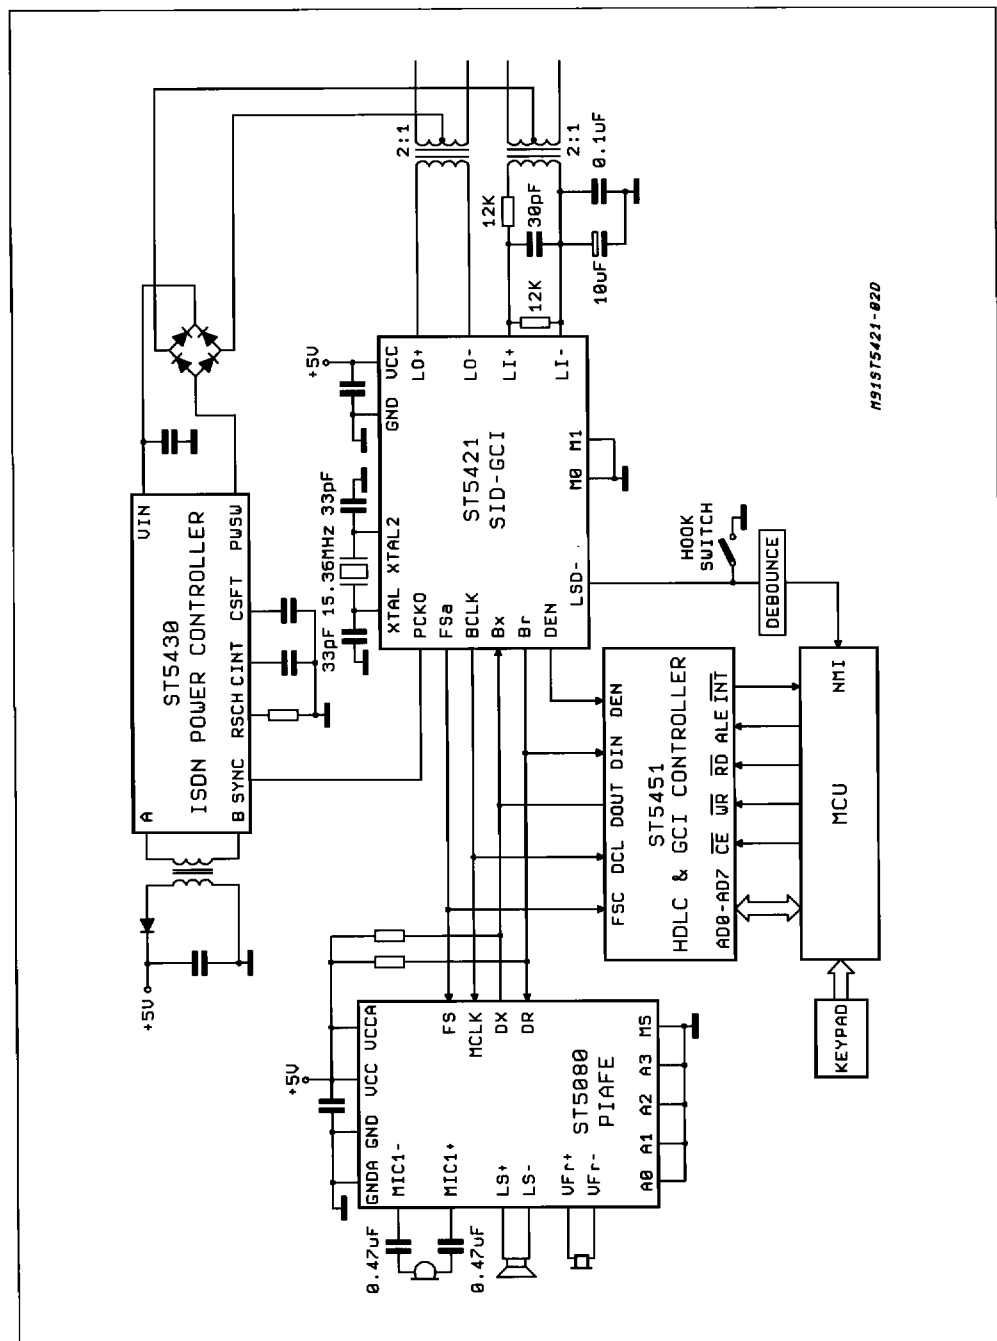 +5V
A
B
SYNC
RSCH
CINT
CSFT
PWSW
VIN
ST5430
ISDN POWER CONTROLLER
2:1
2:1
12K
30pF
0.1uF
10uF
12K
+5V
33pF
15.36MHz
33pF
XTAL
XTAL2
GND
VCC
PCKO
FSa
BCLK
Bx
Br
DEN
LO+
LO-
LI+
LI-
ST5421
SID-GCI
LSD-
M0
M1
HOOK
SWITCH
DEBOUNCE
+5V
GNDA
GND
VCC
VCCA
MIC1-
MIC1+
LS+
LS-
VFr+
VFr-
FS
MCLK
DX
DR
ST5080
PIAFE
A0
A1
A2
A3
MS
0.47uF
0.47uF
FSC
DCL
DOUT
DIN
DEN
ST5451
HDLC & GCI CONTROLLER
AD0-AD7
CE
WR
RD
ALE
INT
MCU
NMI
KEYPAD
M91ST5421-02D